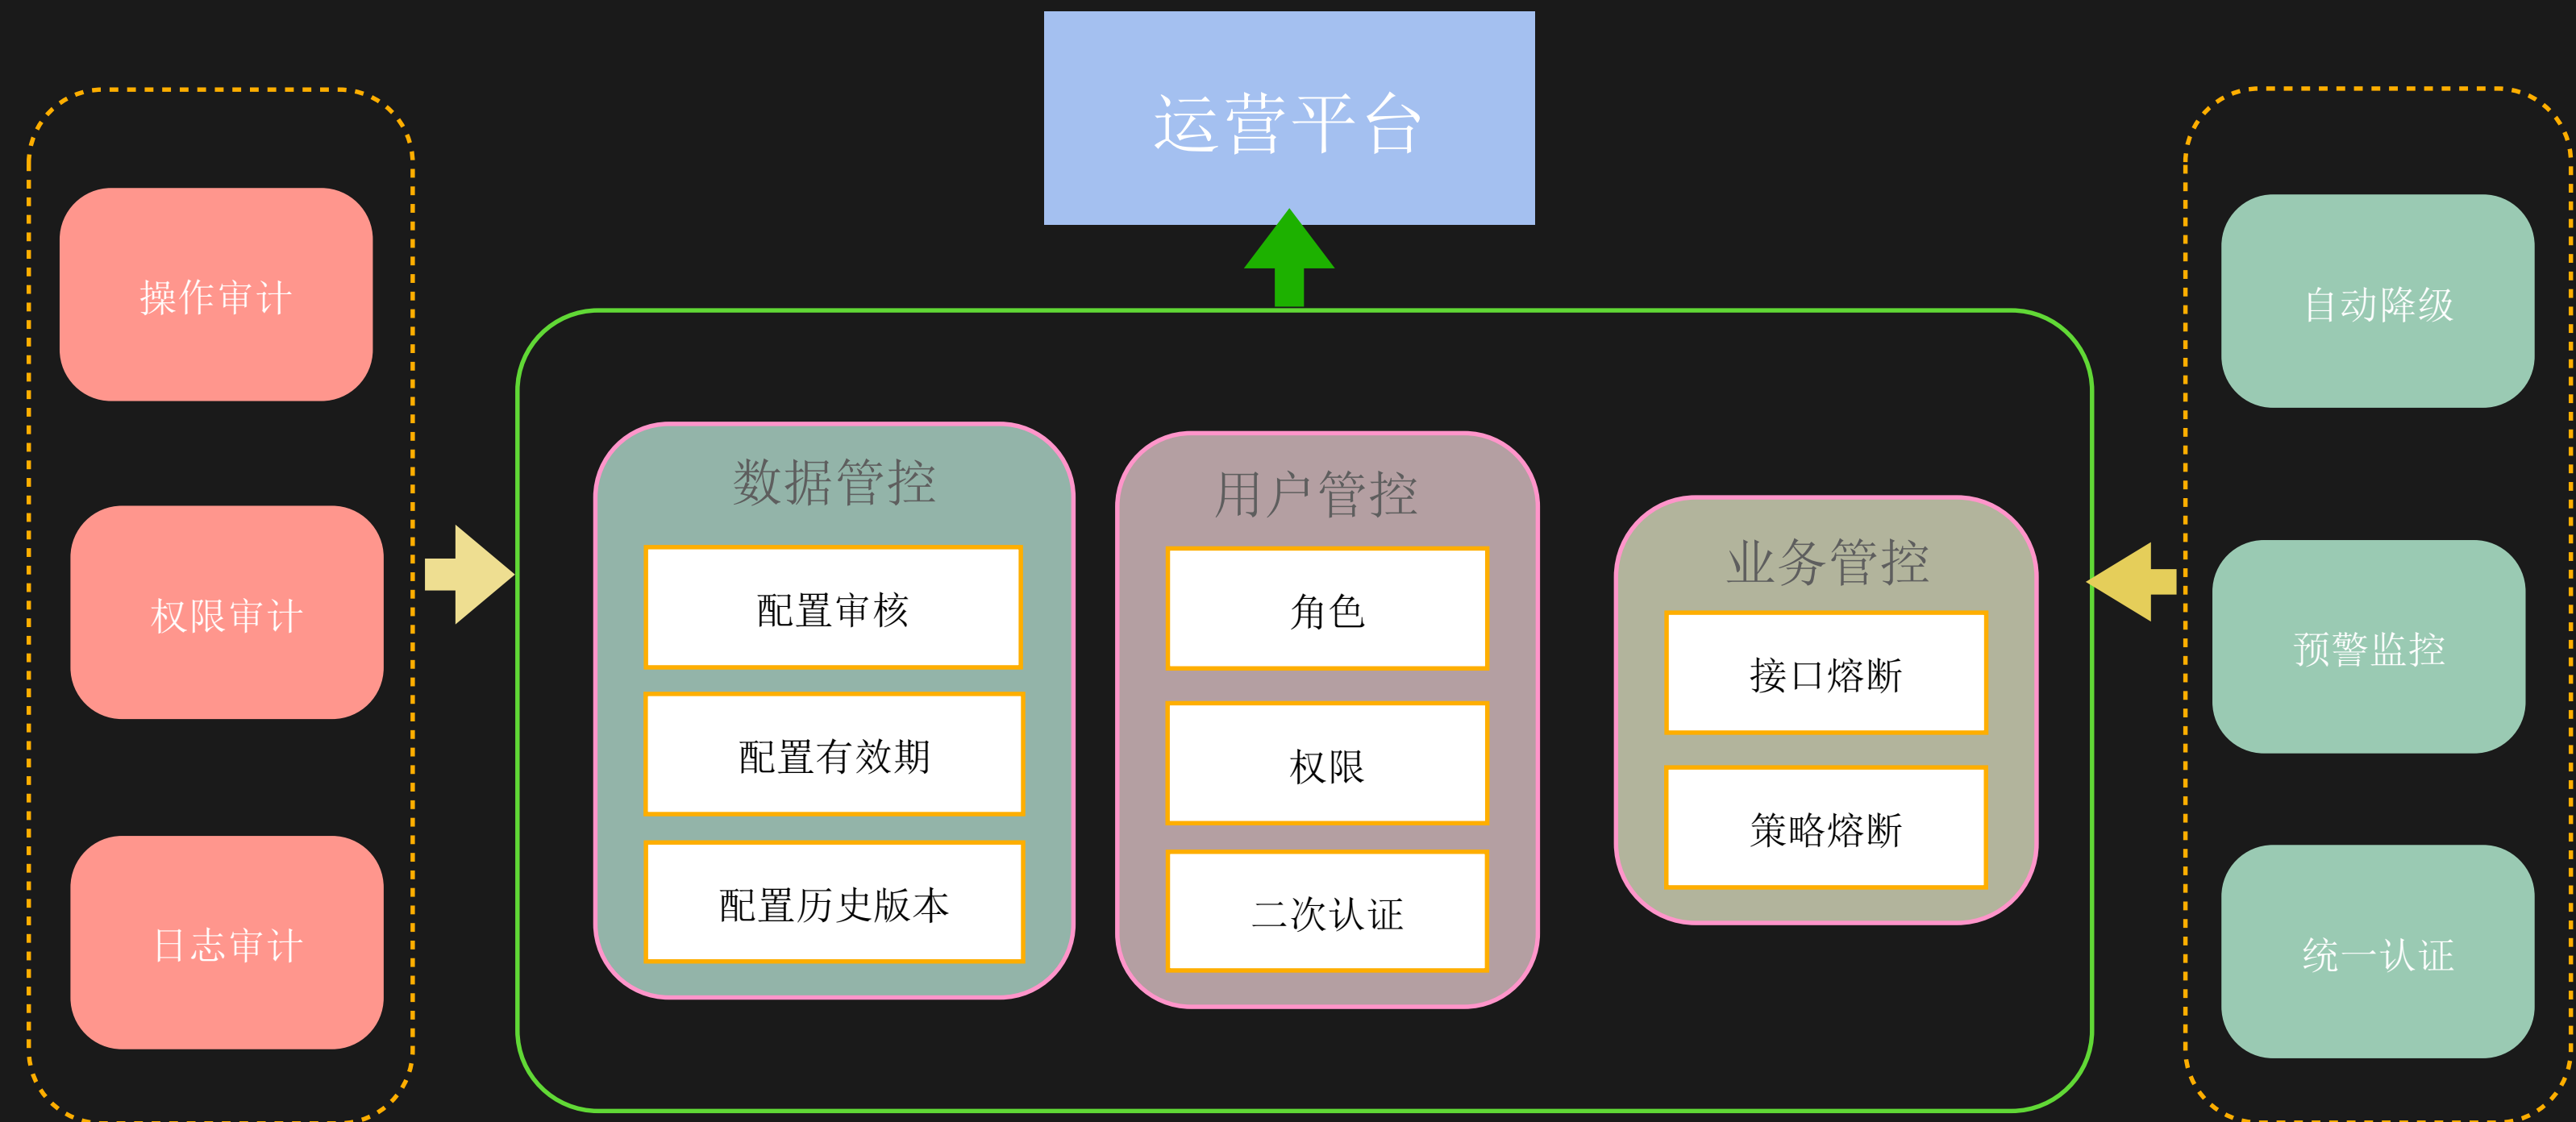 运营平台
操作审计
权限审计
日志审计
数据管控
配置审核
配置有效期
配置历史版本
用户管控
角色
权限
二次认证
业务管控
接口熔断
策略熔断
自动降级
预警监控
统一认证